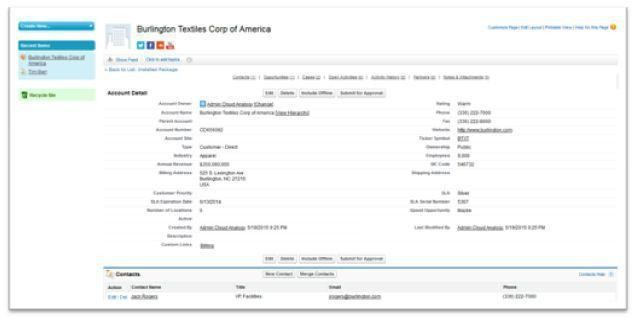 Create New...
Recent Items
Burlington Textiles Corp of America
Tim Barr
Recycle Bin
Burlington Textiles Corp of America
Customize Page | Edit Layout | Printable View | Help for this Page
Show Feed Click to add topics
« Back to List: Installed Package
Contacts [1] | Opportunities [1] | Cases [2] | Open Activities [0] | Activity History [0] | Partners [0] | Notes & Attachments [0]
Account Detail Edit Delete Include Offline Submit for Approval
Account Owner Admin Cloud Analogy [Change] Rating Warm
Account Name Burlington Textiles Corp of America [View Hierarchy] Phone (336) 222-7000
Parent Account Fax (336) 222-8000
Account Number CD656092 Website http://www.burlington.com
Account Site Ticker Symbol BTXT
Type Customer - Direct Ownership Public
Industry Apparel Employees 9,000
Annual Revenue $350,000,000 SIC Code 546732
Billing Address 525 S. Lexington Ave Shipping Address
Burlington, NC 27215
USA
Customer Priority SLA Silver
SLA Expiration Date SLA Serial Number 5367
Number of Locations 6 Upsell Opportunity Maybe
Active
Created By Admin Cloud Analogy, 5/19/2015 9:25 PM Last Modified By Admin Cloud Analogy, 5/19/2015 9:25 PM
Description
Custom Links Billing
Edit Delete Include Offline Submit for Approval
Contacts New Contact Merge Contacts Contacts Help
Action Contact Name Title Email Phone
Edit | Del Jack Rogers VP, Facilities jrogers@burlington.com (336) 222-7000